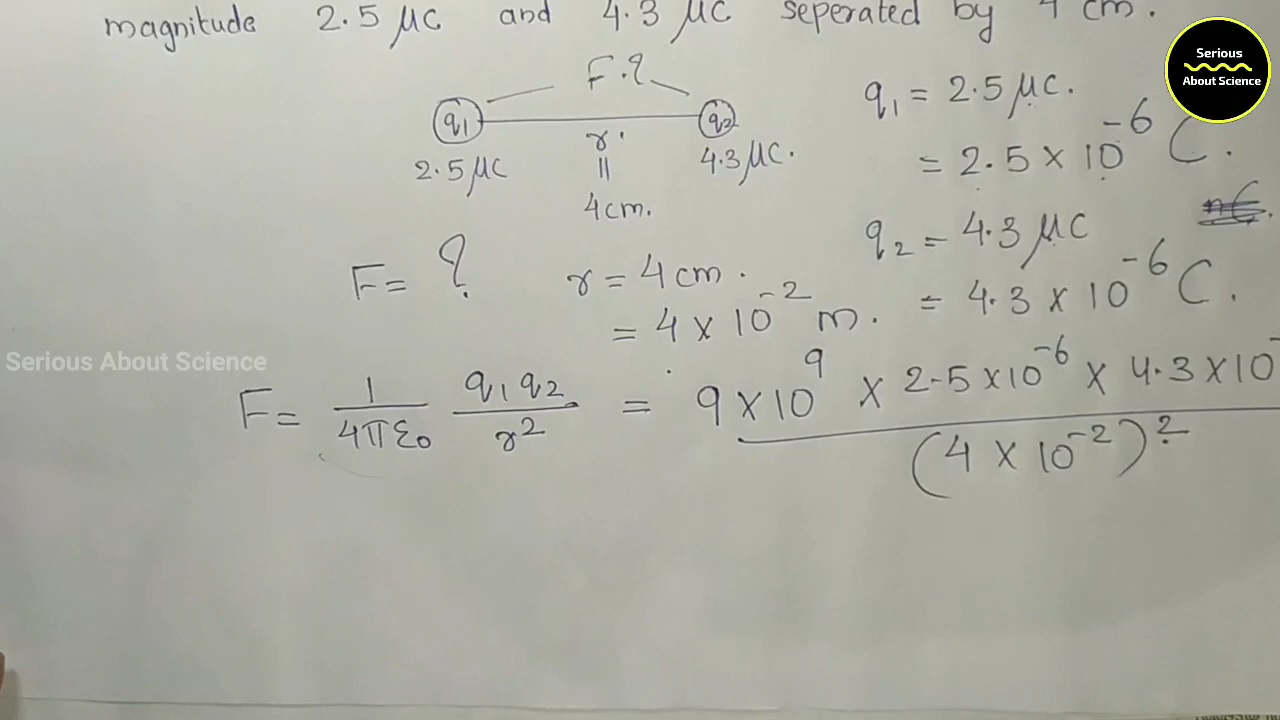 magnitude 2.5 μc and 4.3 μc seperated by 4 cm.
Serious
About Science
F.?
q1 q2
r.
||
2.5 μc 4.3 μc.
4cm.
q1 = 2.5 μc.
= 2.5 × 10^-6 C.
q2 = 4.3 μc
= 4.3 × 10^-6 C.
F= ? r = 4 cm.
= 4 × 10^-2 m.
Serious About Science
F= 1/4πε0 q1q2/r^2 = 9×10^9 × 2.5×10^-6 × 4.3×10^-
(4 × 10^-2)^2